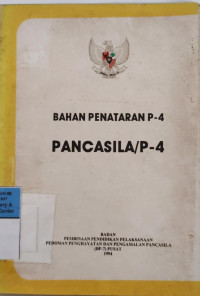 BAHAN PENATARAN P-4
PANCASILA/P-4
BADAN
PEMBINAAN PENDIDIKAN PELAKSANAAN
PEDOMAN PENGHAYATAN DAN PENGAMALAN PANCASILA
(BP-7) PUSAT
1994